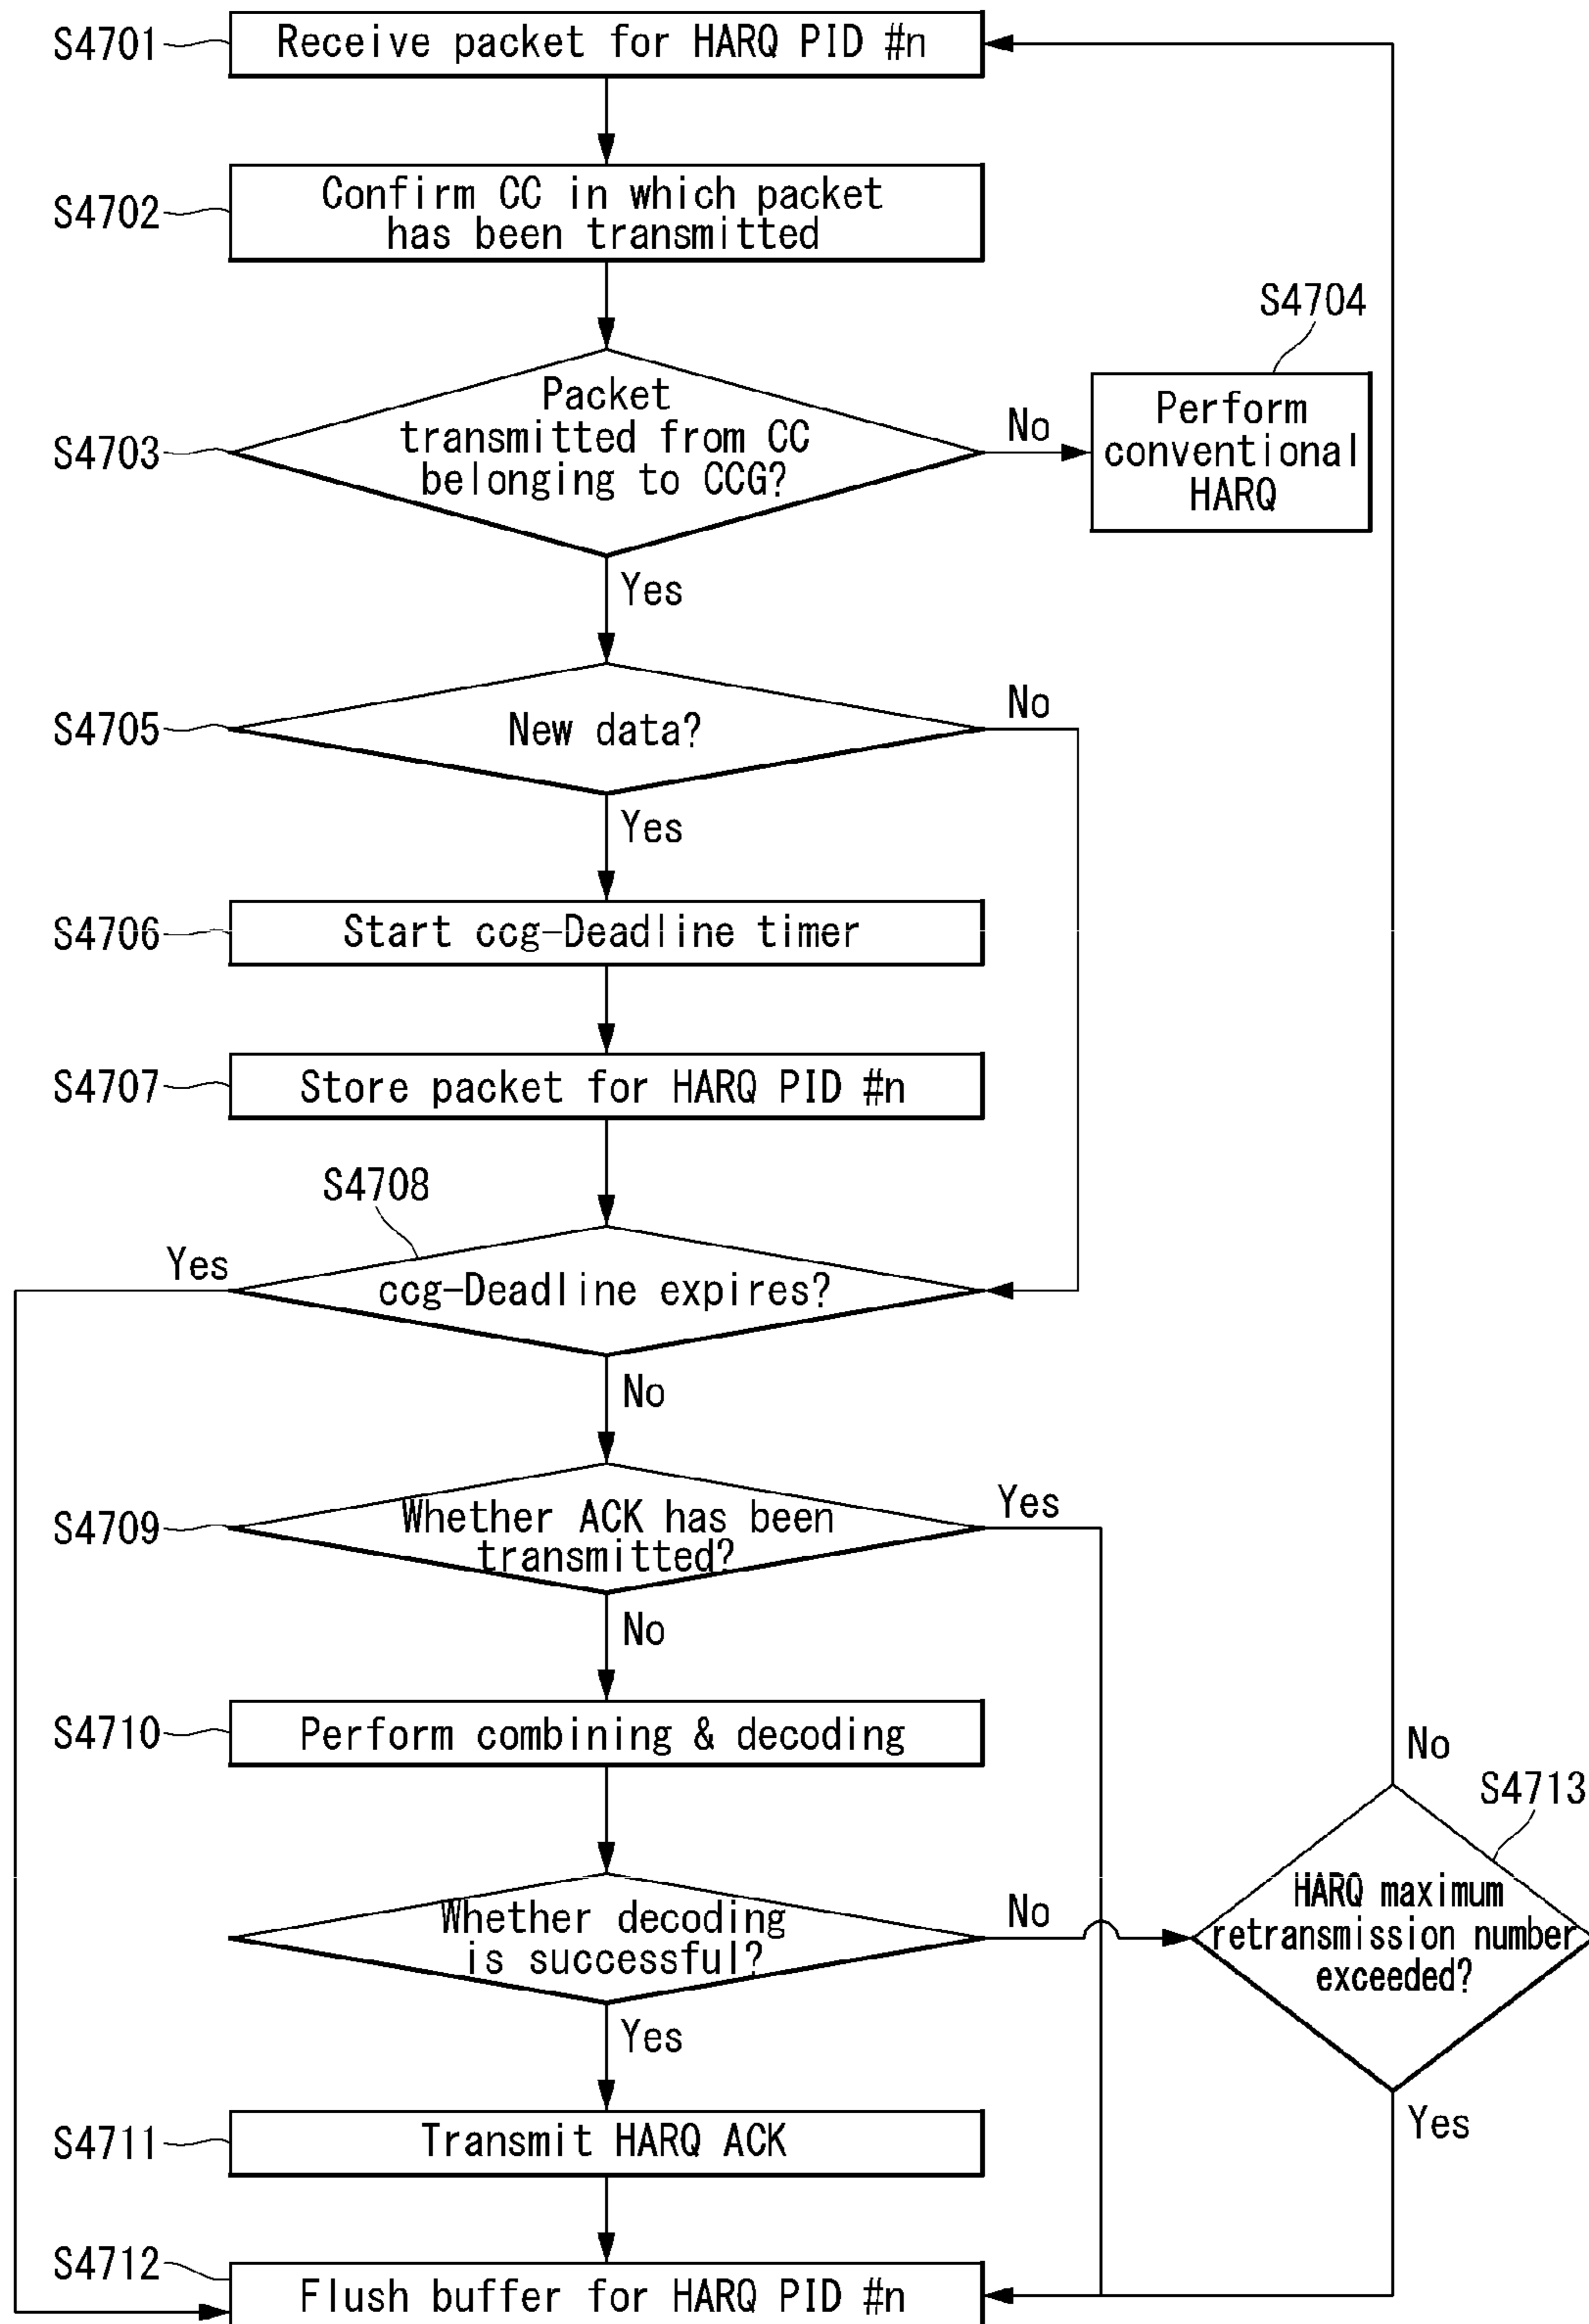 S4701
Receive packet for HARQ PID #n
S4702
Confirm CC in which packet
has been transmitted
S4704
S4703
Packet
transmitted from CC
belonging to CCG?
No
Perform
conventional
HARQ
Yes
S4705
New data?
No
Yes
S4706
Start ccg-Deadline timer
S4707
Store packet for HARQ PID #n
S4708
Yes
ccg-Deadline expires?
No
S4709
Whether ACK has been
transmitted?
Yes
No
S4710
Perform combining & decoding
No
S4713
Whether decoding
is successful?
No
HARQ maximum
retransmission number
exceeded?
Yes
S4711
Transmit HARQ ACK
Yes
S4712
Flush buffer for HARQ PID #n